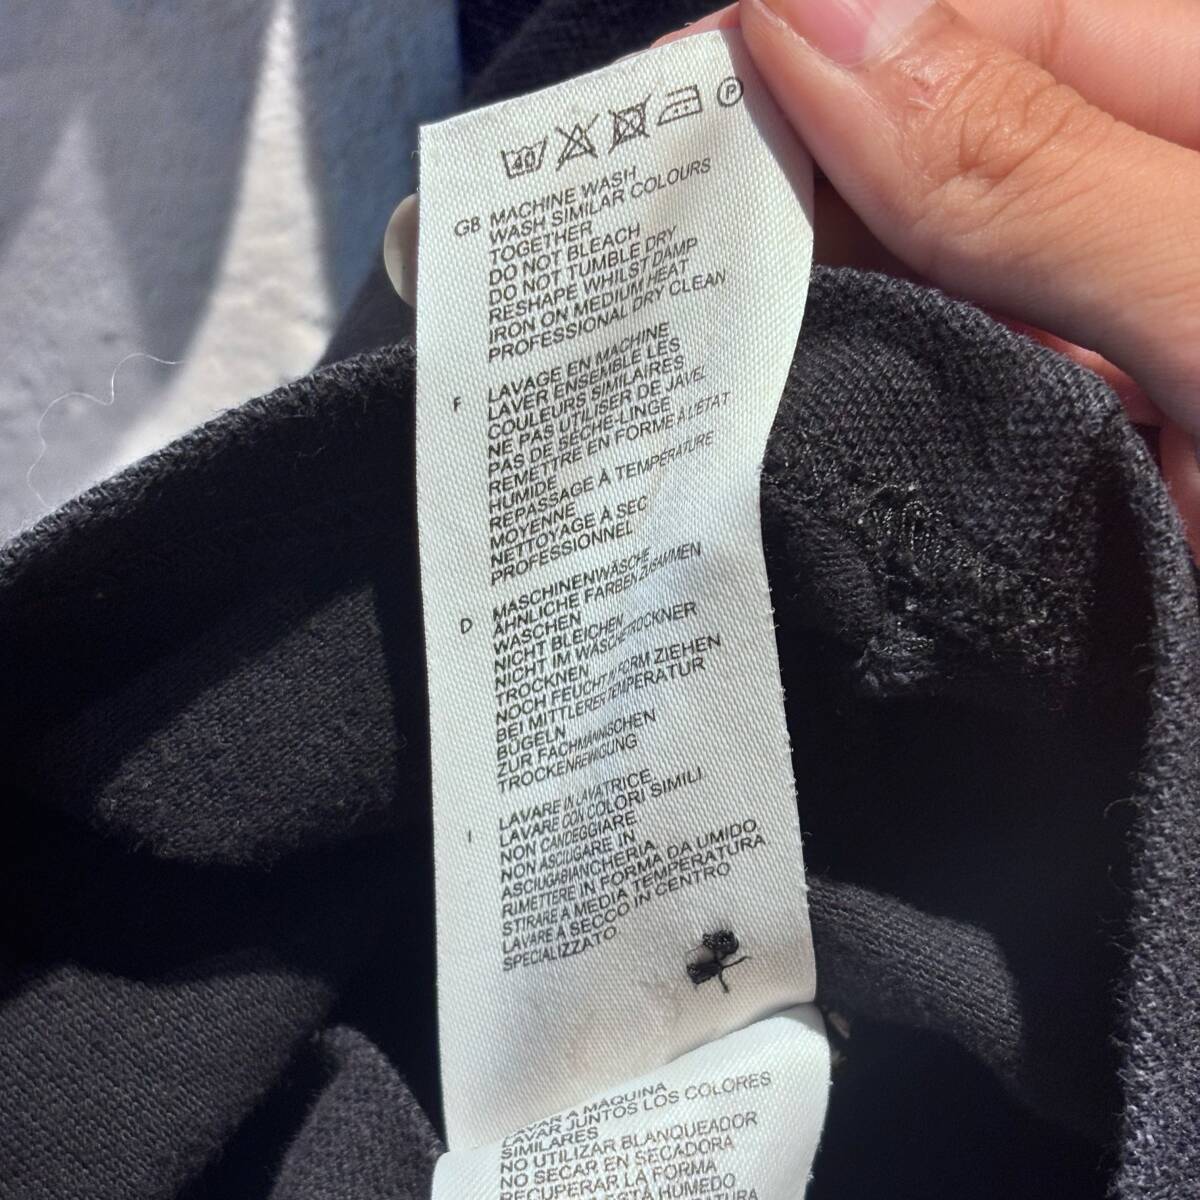 40
P
GB MACHINE WASH
WASH SIMILAR COLOURS
TOGETHER
DO NOT BLEACH
DO NOT TUMBLE DRY
RESHAPE WHILST DAMP
IRON ON MEDIUM HEAT
PROFESSIONAL DRY CLEAN
F LAVAGE EN MACHINE
LAVER ENSEMBLE LES
COULEURS SIMILAIRES
NE PAS UTILISER DE JAVEL
PAS DE SÈCHE-LINGE
REMETTRE EN FORME A L'ETAT
HUMIDE
REPASSAGE À TEMPÉRATURE
MOYENNE
NETTOYAGE À SEC
PROFESSIONNEL
D MASCHINENWÄSCHE
ÄHNLICHE FARBEN ZUSAMMEN
WASCHEN
NICHT BLEICHEN
NICHT IM WÄSCHETROCKNER
TROCKNEN
NOCH FEUCHT IN FORM ZIEHEN
BEI MITTLERER TEMPERATUR
BÜGELN
ZUR FACHMÄNNISCHEN
TROCKENREINIGUNG
I LAVARE IN LAVATRICE
LAVARE CON COLORI SIMILI
NON CANDEGGIARE
NON ASCIUGARE IN
ASCIUGABIANCHERIA
RIMETTERE IN FORMA DA UMIDO
STIRARE A MEDIA TEMPERATURA
LAVARE A SECCO IN CENTRO
SPECIALIZZATO
A MÁQUINA
LAVAR JUNTOS LOS COLORES
SIMILARES
NO UTILIZAR BLANQUEADOR
NO SECAR EN SECADORA
RECUPERAR LA FORMA
HÚMEDO